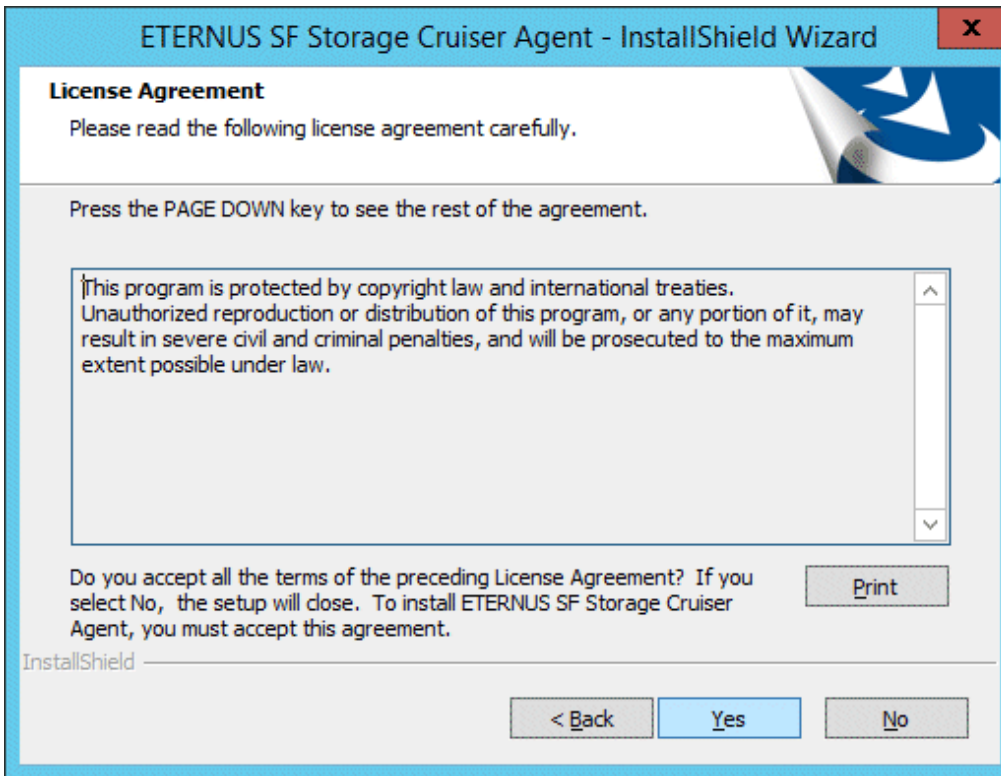 ETERNUS SF Storage Cruiser Agent - InstallShield Wizard
x
License Agreement
Please read the following license agreement carefully.
Press the PAGE DOWN key to see the rest of the agreement.
This program is protected by copyright law and international treaties.
Unauthorized reproduction or distribution of this program, or any portion of it, may
result in severe civil and criminal penalties, and will be prosecuted to the maximum
extent possible under law.
Do you accept all the terms of the preceding License Agreement?  If you
select No,  the setup will close.  To install ETERNUS SF Storage Cruiser
Agent, you must accept this agreement.
Print
InstallShield
< Back
Yes
No